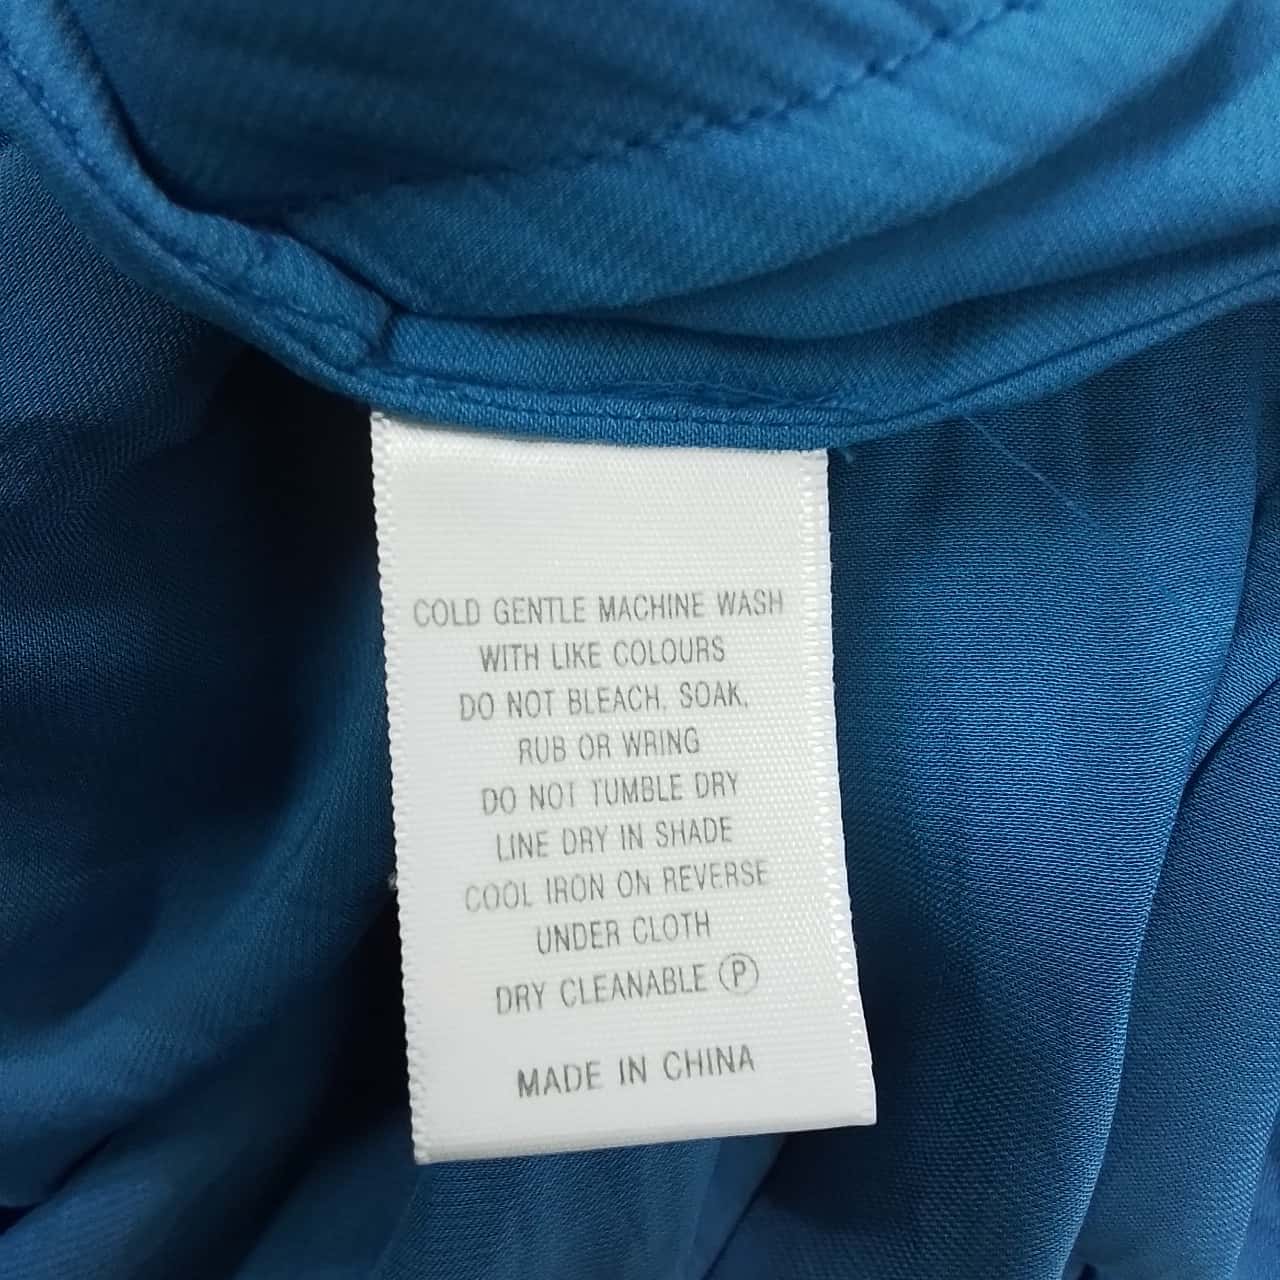 COLD GENTLE MACHINE WASH
WITH LIKE COLOURS
DO NOT BLEACH, SOAK,
RUB OR WRING
DO NOT TUMBLE DRY
LINE DRY IN SHADE
COOL IRON ON REVERSE
UNDER CLOTH
DRY CLEANABLE Ⓟ
MADE IN CHINA